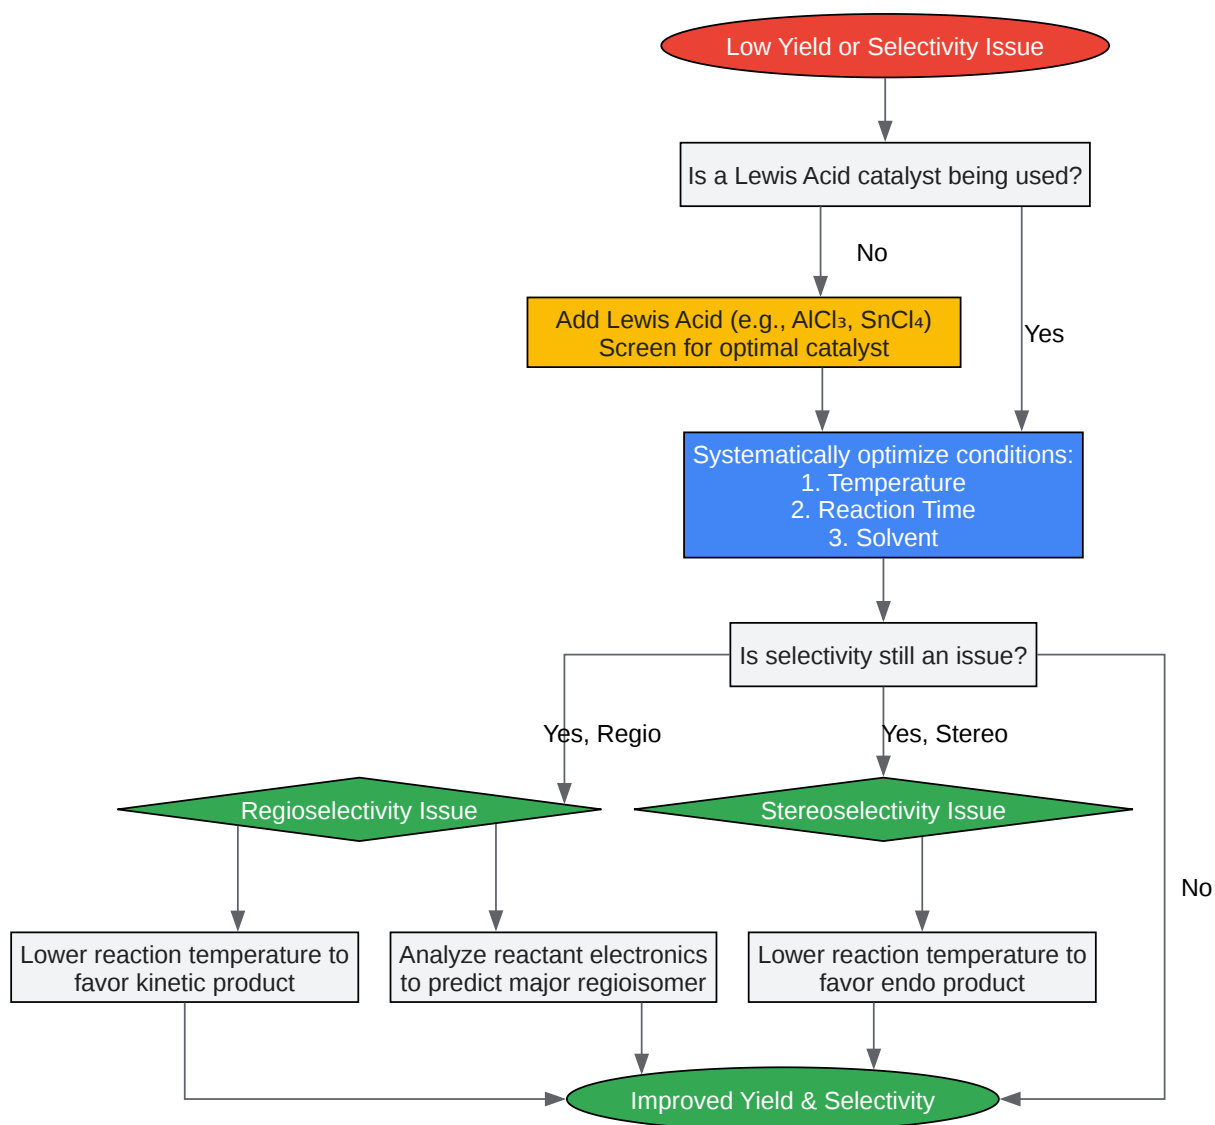 Low Yield or Selectivity Issue
Is a Lewis Acid catalyst being used?
No
Add Lewis Acid (e.g., AlCl₃, SnCl₄)
Screen for optimal catalyst
Yes
Systematically optimize conditions:
1. Temperature
2. Reaction Time
3. Solvent
Is selectivity still an issue?
Yes, Regio
Yes, Stereo
Regioselectivity Issue
Stereoselectivity Issue
No
Lower reaction temperature to
favor kinetic product
Analyze reactant electronics
to predict major regioisomer
Lower reaction temperature to
favor endo product
Improved Yield & Selectivity